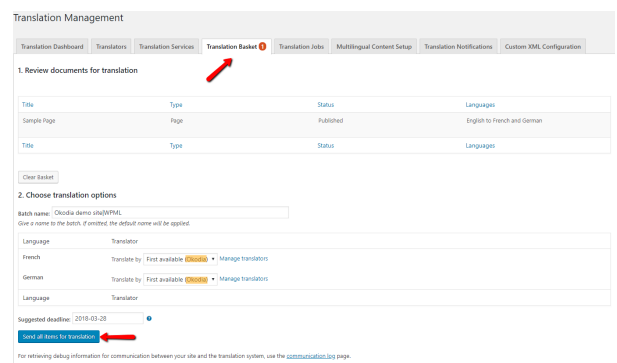 Translation Management
Translation Dashboard Translators Translation Services Translation Basket 1 Translation Jobs Multilingual Content Setup Translation Notifications Custom XML Configuration
1. Review documents for translation
Title Type Status Languages
Sample Page Page Published English to French and German
Title Type Status Languages
Clear Basket
2. Choose translation options
Batch name: Okodia demo site|WPML
Give a name to the batch. If omitted, the default name will be applied.
Language Translator
French Translate by First available (Okodia) Manage translators
German Translate by First available (Okodia) Manage translators
Language Translator
Suggested deadline: 2018-03-28 ?
Send all items for translation
For retrieving debug information for communication between your site and the translation system, use the communication log page.